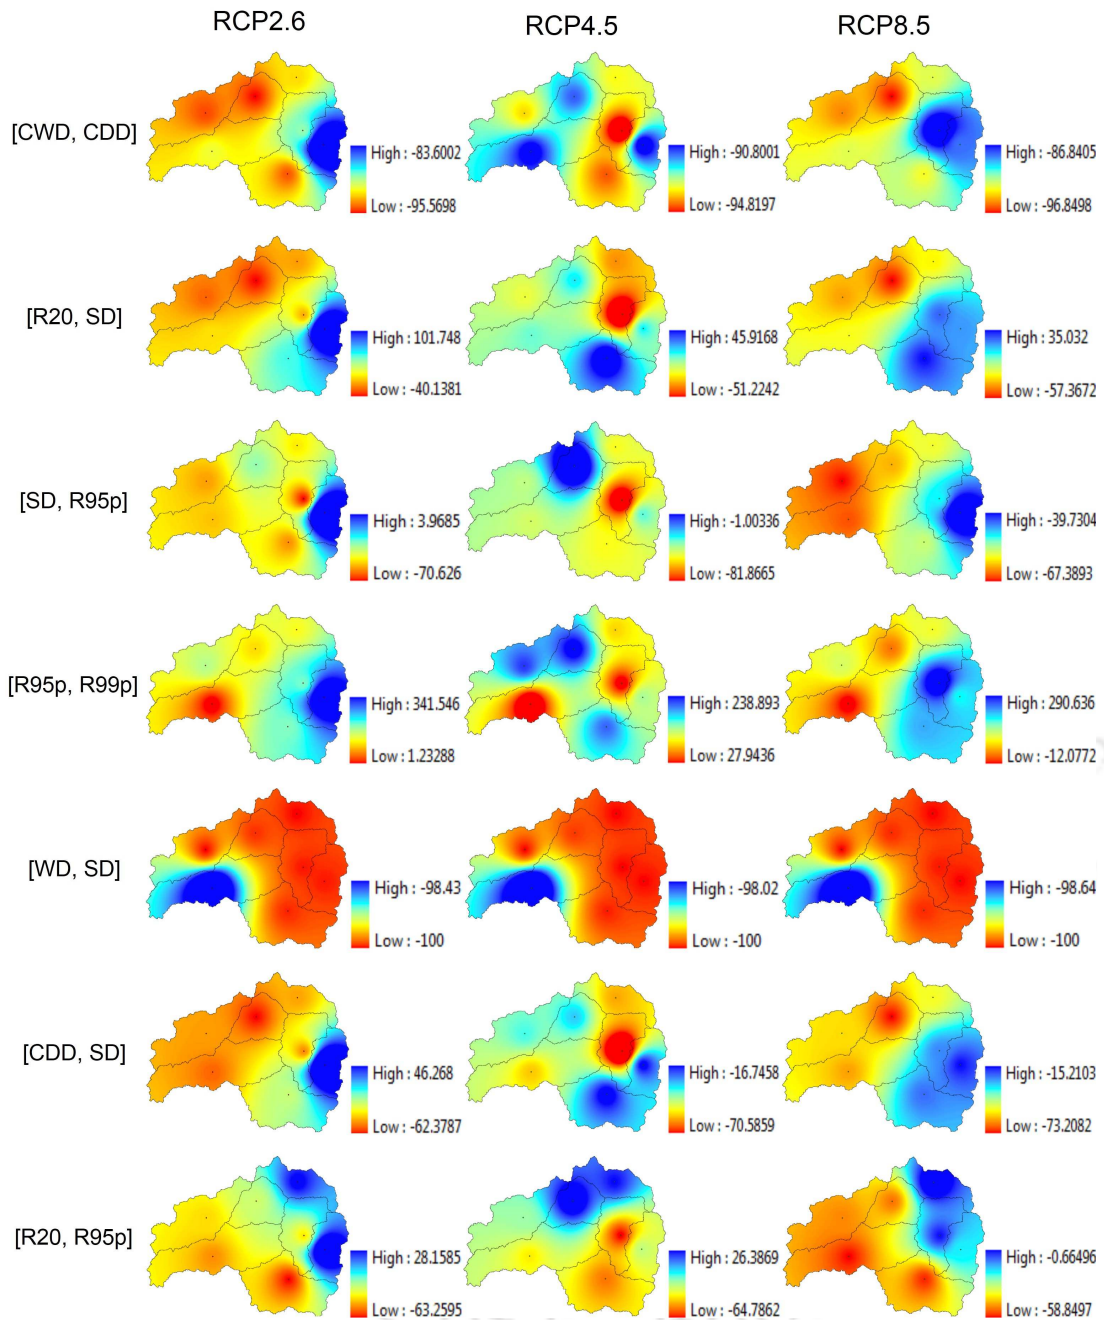 RCP2.6 RCP4.5 RCP8.5
[CWD, CDD]
High : -83.6002 High : -90.8001 High : -86.8405
Low : -95.5698 Low : -94.8197 Low : -96.8498
[R20, SD]
High : 101.748 High : 45.9168 High : 35.032
Low : -40.1381 Low : -51.2242 Low : -57.3672
[SD, R95p]
High : 3.9685 High : -1.00336 High : -39.7304
Low : -70.626 Low : -81.8665 Low : -67.3893
[R95p, R99p]
High : 341.546 High : 238.893 High : 290.636
Low : 1.23288 Low : 27.9436 Low : -12.0772
[WD, SD]
High : -98.43 High : -98.02 High : -98.64
Low : -100 Low : -100 Low : -100
[CDD, SD]
High : 46.268 High : -16.7458 High : -15.2103
Low : -62.3787 Low : -70.5859 Low : -73.2082
[R20, R95p]
High : 28.1585 High : 26.3869 High : -0.66496
Low : -63.2595 Low : -64.7862 Low : -58.8497